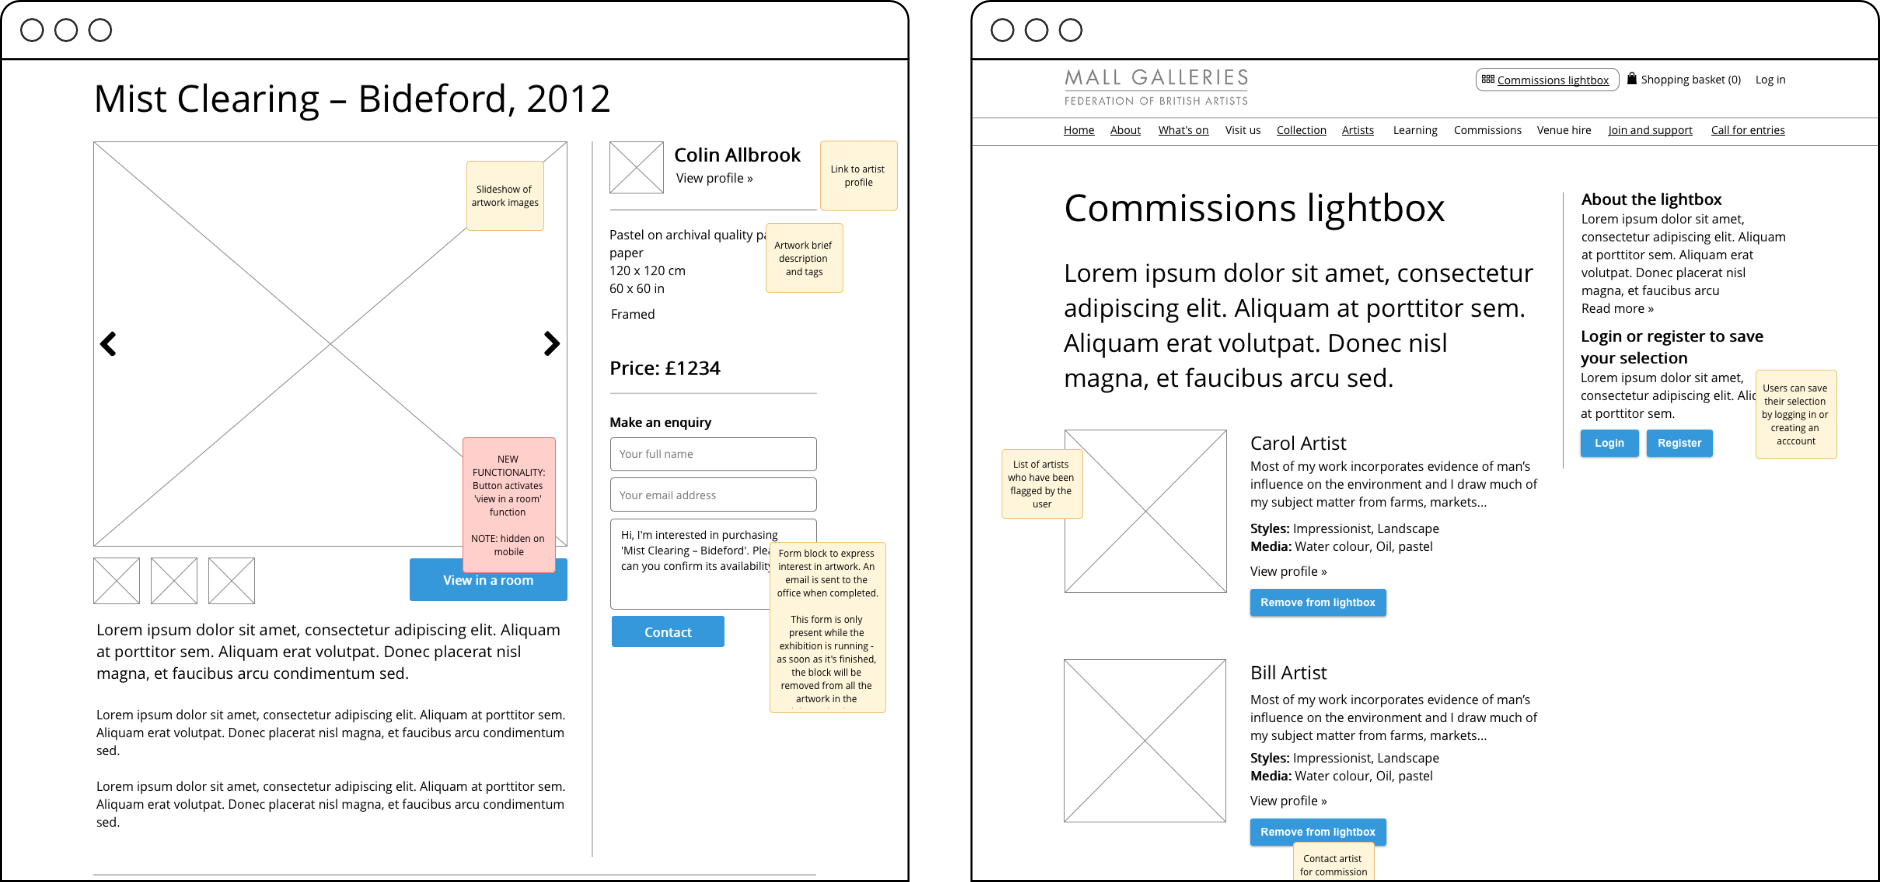 Mist Clearing – Bideford, 2012
Slideshow of
artwork images
NEW
FUNCTIONALITY:
Button activates
'view in a room'
function
NOTE: hidden on
mobile
View in a room
Lorem ipsum dolor sit amet, consectetur adipiscing elit. Aliquam
at porttitor sem. Aliquam erat volutpat. Donec placerat nisl
magna, et faucibus arcu condimentum sed.
Lorem ipsum dolor sit amet, consectetur adipiscing elit. Aliquam at porttitor sem.
Aliquam erat volutpat. Donec placerat nisl magna, et faucibus arcu condimentum
sed.
Lorem ipsum dolor sit amet, consectetur adipiscing elit. Aliquam at porttitor sem.
Aliquam erat volutpat. Donec placerat nisl magna, et faucibus arcu condimentum
sed.
Colin Allbrook
View profile »
Link to artist
profile
Pastel on archival quality
paper
120 x 120 cm
60 x 60 in
Framed
Artwork brief
description
and tags
Price: £1234
Make an enquiry
Your full name
Your email address
Hi, I'm interested in purchasing
'Mist Clearing – Bideford'.
can you confirm its availability
Contact
Form block to express
interest in artwork. An
email is sent to the
office when completed.
This form is only
present while the
exhibition is running -
as soon as it's finished,
the block will be
removed from all the
artwork in the
MALL GALLERIES
FEDERATION OF BRITISH ARTISTS
Commissions lightbox
Shopping basket (0)
Log in
Home About What's on Visit us Collection Artists Learning Commissions Venue hire Join and support Call for entries
Commissions lightbox
Lorem ipsum dolor sit amet, consectetur
adipiscing elit. Aliquam at porttitor sem.
Aliquam erat volutpat. Donec nisl
magna, et faucibus arcu sed.
List of artists
who have been
flagged by the
user
Carol Artist
Most of my work incorporates evidence of man's
influence on the environment and I draw much of
my subject matter from farms, markets...
Styles: Impressionist, Landscape
Media: Water colour, Oil, pastel
View profile »
Remove from lightbox
Bill Artist
Most of my work incorporates evidence of man's
influence on the environment and I draw much of
my subject matter from farms, markets...
Styles: Impressionist, Landscape
Media: Water colour, Oil, pastel
View profile »
Remove from lightbox
Contact artist
for commission
About the lightbox
Lorem ipsum dolor sit amet,
consectetur adipiscing elit. Aliquam
at porttitor sem. Aliquam erat
volutpat. Donec placerat nisl
magna, et faucibus arcu
Read more »
Login or register to save
your selection
Lorem ipsum dolor sit amet,
consectetur adipiscing elit.
at porttitor sem.
Login
Register
Users can save
their selection
by logging in or
creating an
acccount